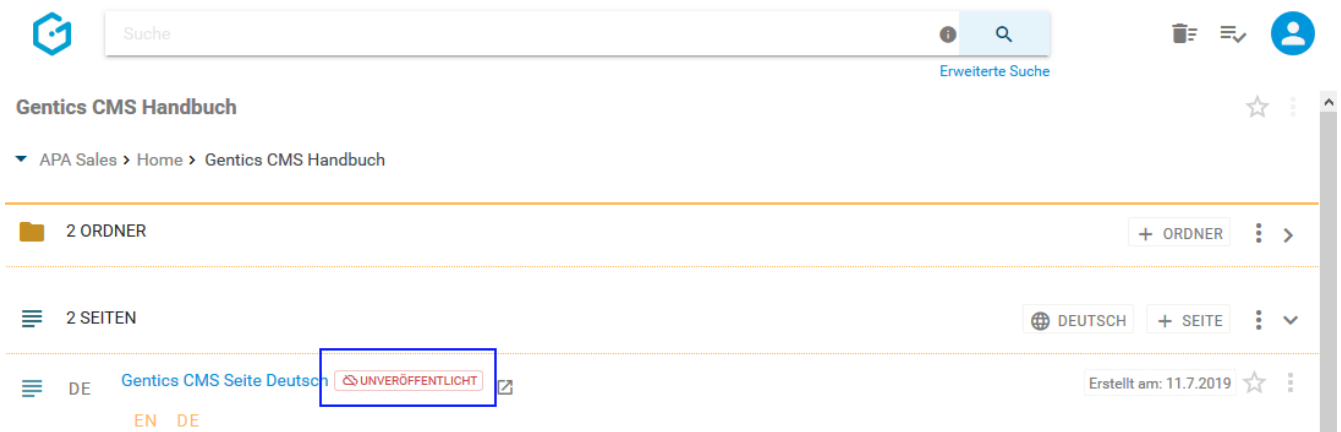 Suche
Erweiterte Suche
Gentics CMS Handbuch
APA Sales > Home > Gentics CMS Handbuch
2 ORDNER + ORDNER
2 SEITEN DEUTSCH + SEITE
DE Gentics CMS Seite Deutsch UNVERÖFFENTLICHT Erstellt am: 11.7.2019
EN DE